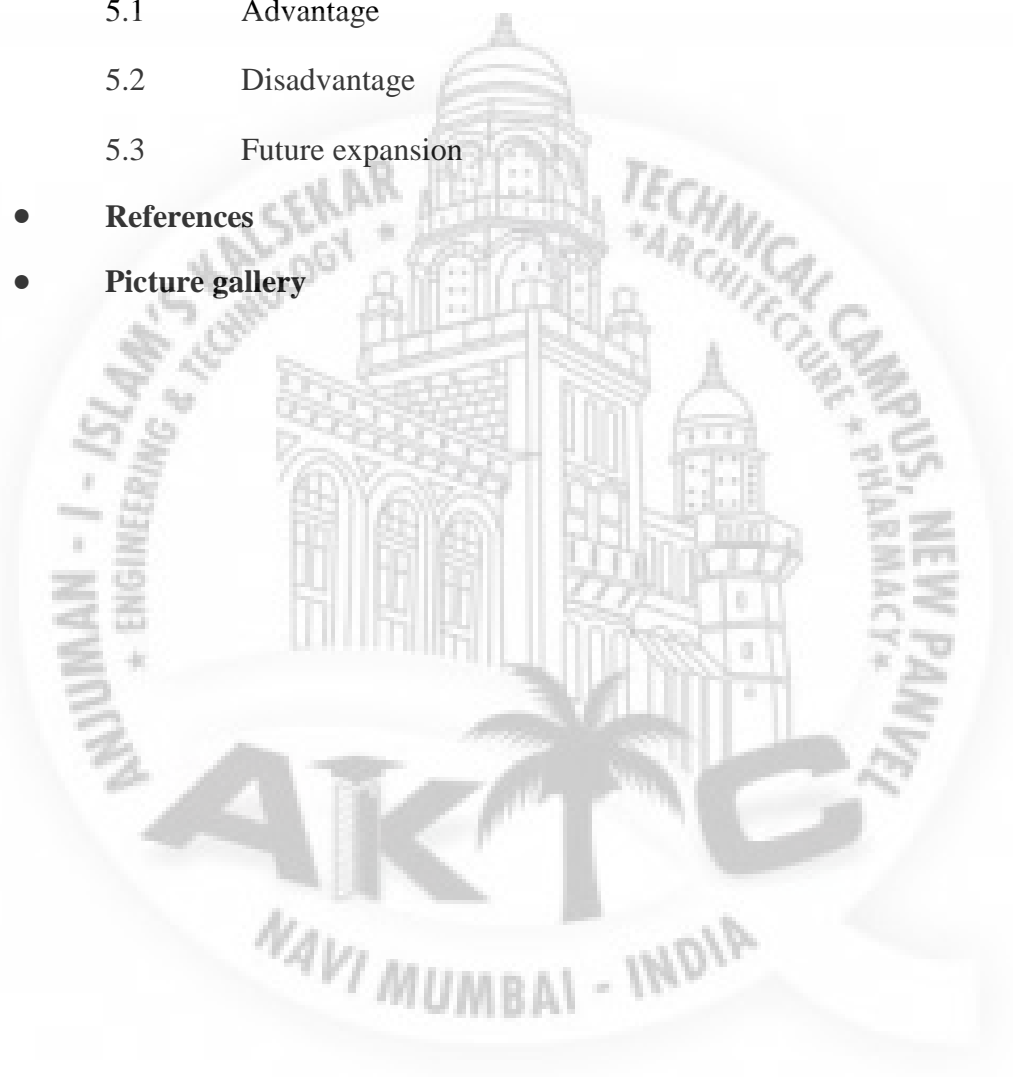 5.1 Advantage
5.2 Disadvantage
5.3 Future expansion
• References
• Picture gallery
ANJUMAN - I - ISLAM'S KALSEKAR TECHNICAL CAMPUS, NEW PANVEL
* ENGINEERING & TECHNOLOGY * *ARCHITECTURE * PHARMACY*
AKTC
NAVI MUMBAI - INDIA